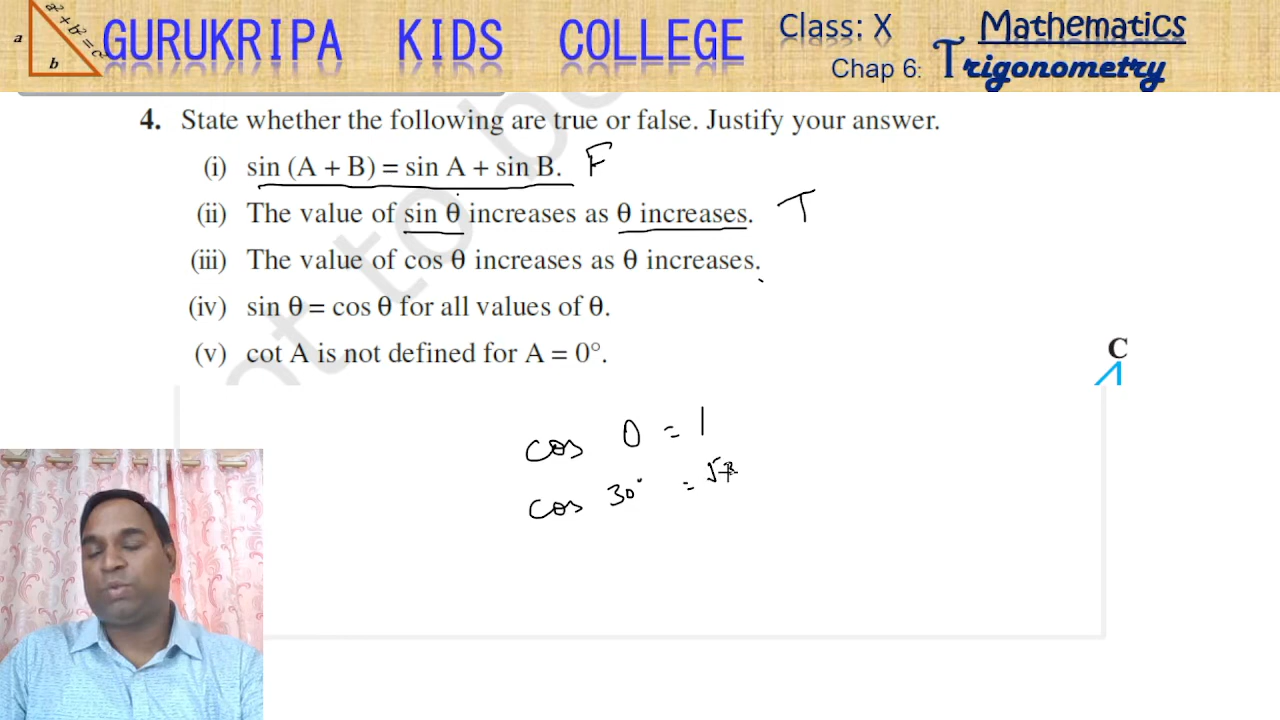 a² + b² = c²
a
b
GURUKRIPA KIDS COLLEGE
Class: X
Mathematics
Chap 6: Trigonometry
4. State whether the following are true or false. Justify your answer.
(i) sin (A + B) = sin A + sin B. F
(ii) The value of sin θ increases as θ increases. T
(iii) The value of cos θ increases as θ increases.
(iv) sin θ = cos θ for all values of θ.
(v) cot A is not defined for A = 0°.
C
cos 0 = 1
cos 30° =